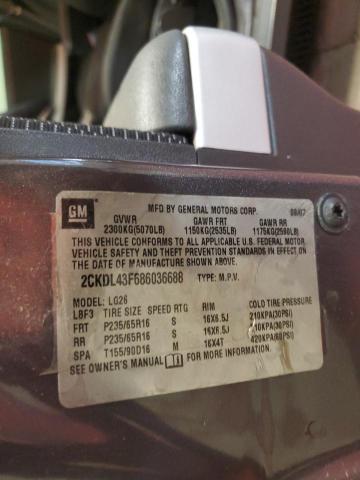 GM
MFD BY GENERAL MOTORS CORP. 08/07
GVWR GAWR FRT GAWR RR
2300KG(5070LB) 1150KG(2535LB) 1175KG(2590LB)
THIS VEHICLE CONFORMS TO ALL APPLICABLE U.S. FEDERAL MOTOR
VEHICLE SAFETY AND THEFT PREVENTION STANDARDS IN EFFECT ON THE
DATE OF MANUFACTURE SHOWN ABOVE.
2CKDL43F686036688 TYPE: M.P.V.
MODEL: LG26
LBF3 TIRE SIZE SPEED RTG RIM COLD TIRE PRESSURE
FRT P235/65R16 S 16X6.5J 210KPA(30PSI)
RR P235/65R16 S 16X6.5J 210KPA(30PSI)
SPA T155/90D16 M 16X4T 420KPA(60PSI)
SEE OWNER'S MANUAL FOR MORE INFORMATION.